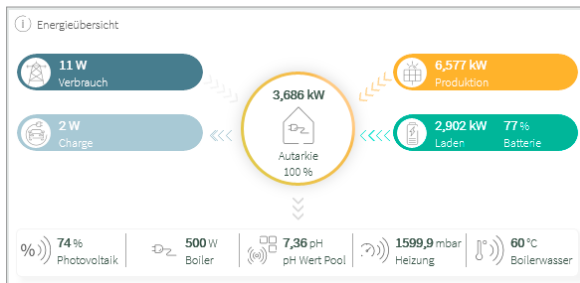 i Energieübersicht
11 W
Verbrauch
6,577 kW
Produktion
3,686 kW
2 W
Charge
2,902 kW 77 %
Laden Batterie
Autarkie
100 %
% 74 %
Photovoltaik
500 W
Boiler
7,36 pH
pH Wert Pool
1599,9 mbar
Heizung
60 °C
Boilerwasser